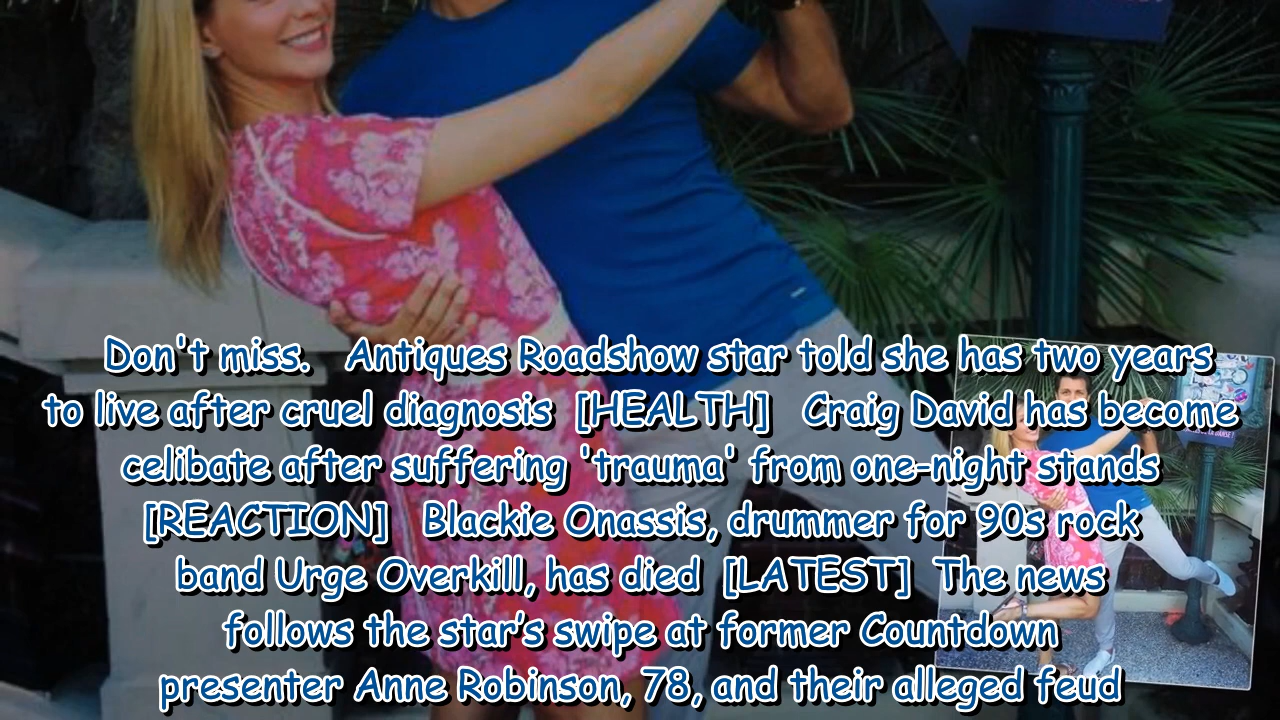 Don't miss.   Antiques Roadshow star told she has two years
to live after cruel diagnosis  [HEALTH]   Craig David has become
celibate after suffering 'trauma' from one-night stands
[REACTION]   Blackie Onassis, drummer for 90s rock
band Urge Overkill, has died  [LATEST]  The news
follows the star’s swipe at former Countdown
presenter Anne Robinson, 78, and their alleged feud